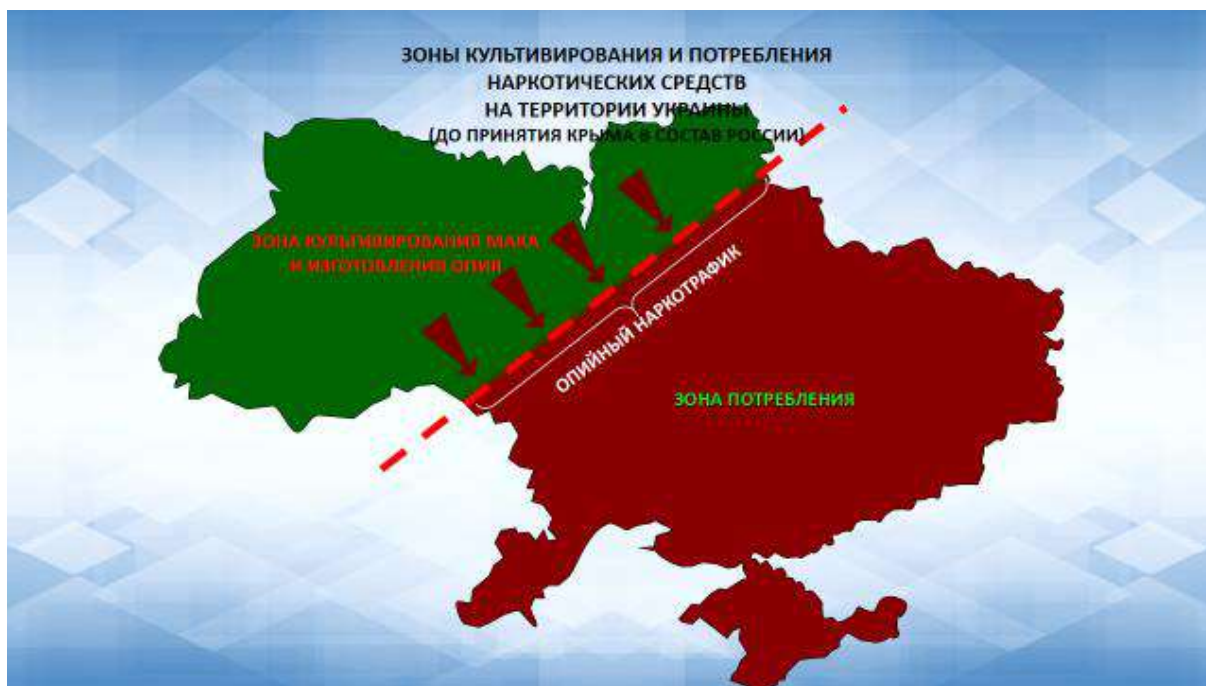 ЗОНЫ КУЛЬТИВИРОВАНИЯ И ПОТРЕБЛЕНИЯ
НАРКОТИЧЕСКИХ СРЕДСТВ
НА ТЕРРИТОРИИ УКРАИНЫ
(ДО ПРИНЯТИЯ КРЫМА В СОСТАВ РОССИИ)
ЗОНА КУЛЬТИВИРОВАНИЯ МАКА
И ИЗГОТОВЛЕНИЯ ОПИЯ
ОПИЙНЫЙ НАРКОТРАФИК
ЗОНА ПОТРЕБЛЕНИЯ